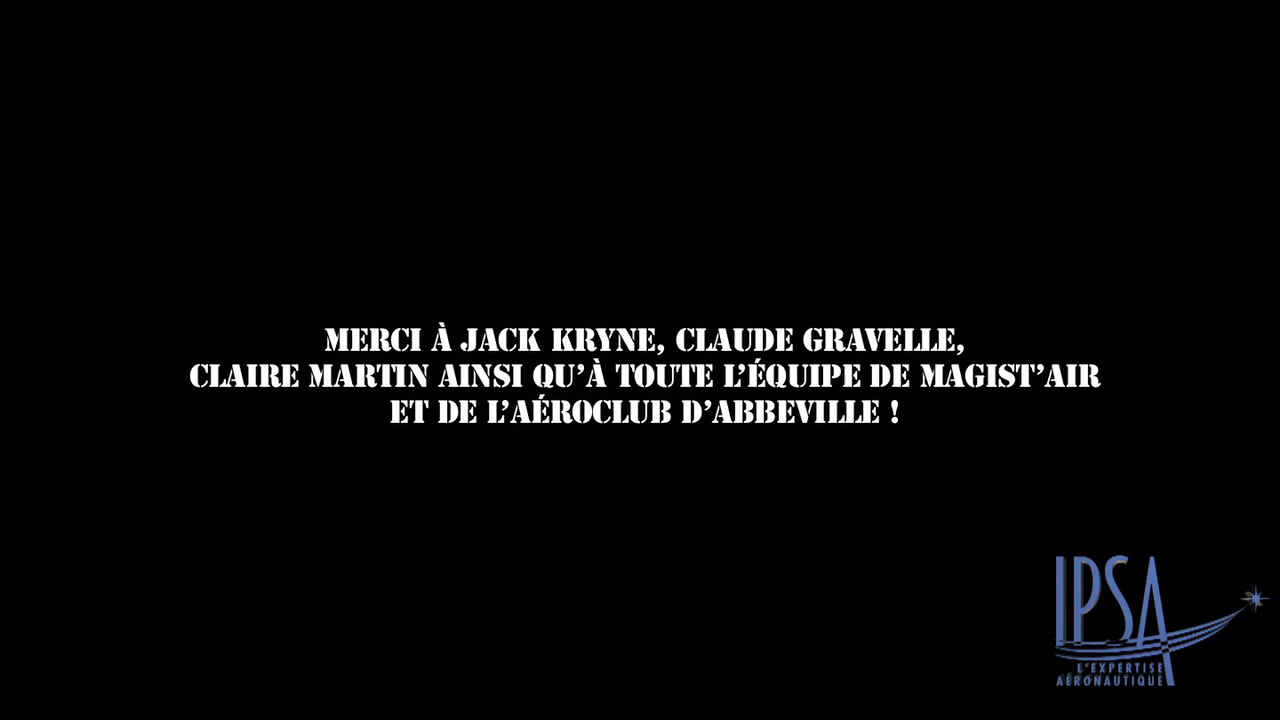 MERCI À JACK KRYNE, CLAUDE GRAVELLE,
CLAIRE MARTIN AINSI QU’À TOUTE L’ÉQUIPE DE MAGIST’AIR
ET DE L’AÉROCLUB D’ABBEVILLE !
IPSA
L'EXPERTISE
AÉRONAUTIQUE